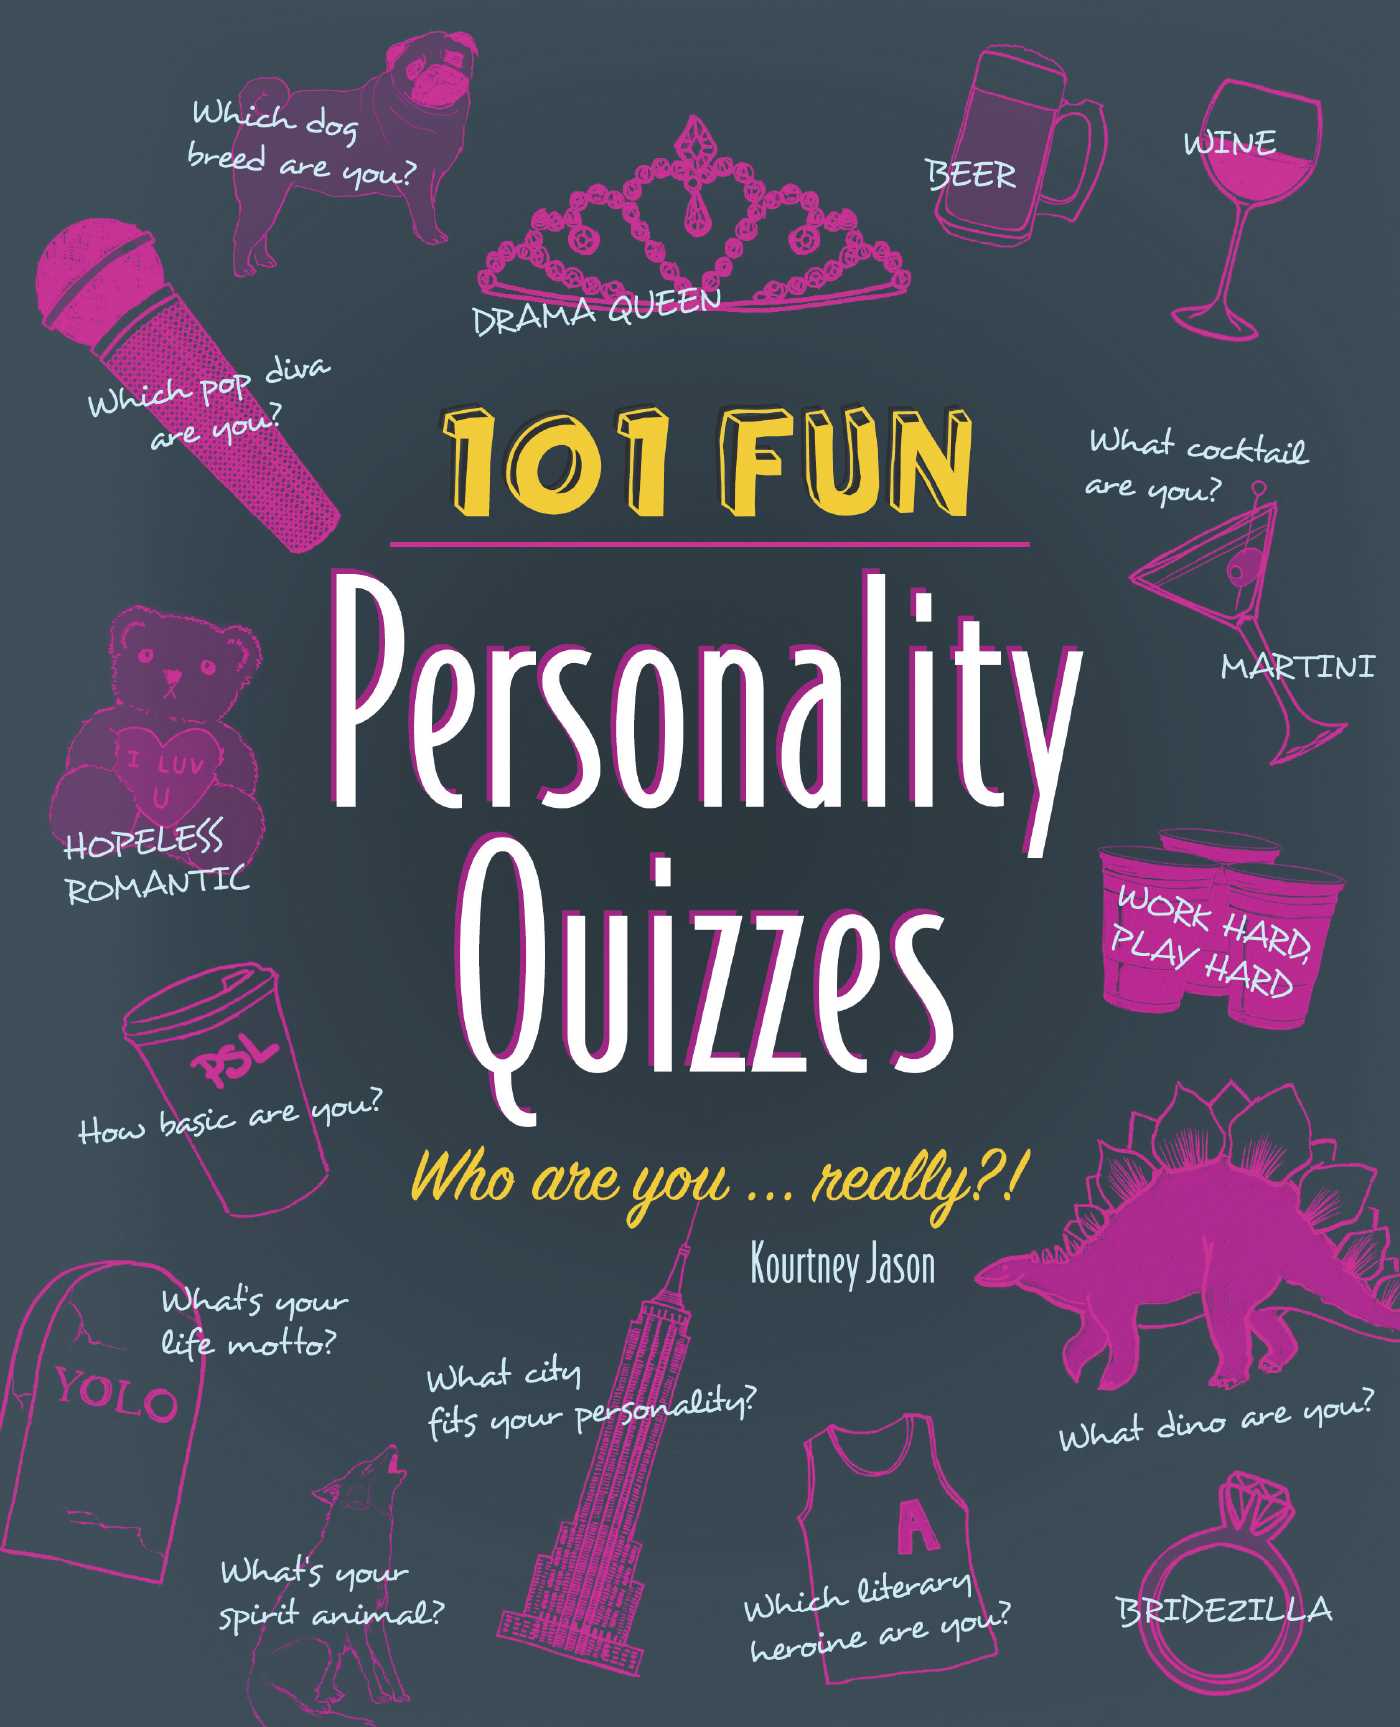 Which dog
breed are you?
DRAMA QUEEN
BEER
WINE
Which pop diva
are you?
101 FUN
What cocktail
are you?
Personality
MARTINI
I LUV
U
HOPELESS
ROMANTIC
Quizzes
WORK HARD,
PLAY HARD
PSL
How basic are you?
Who are you ... really?!
Kourtney Jason
What's your
life motto?
YOLO
What city
fits your personality?
What dino are you?
A
What's your
spirit animal?
Which literary
heroine are you?
BRIDEZILLA